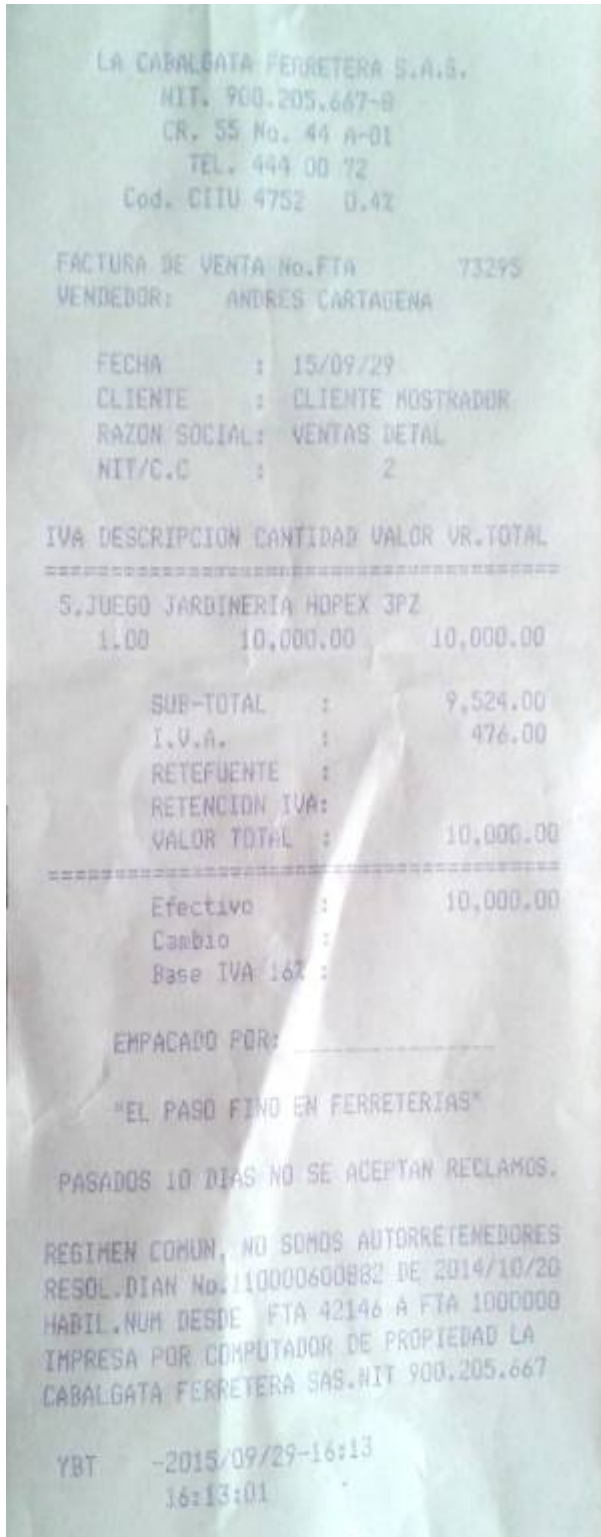 LA CABALGATA FERRETERA S.A.S.
NIT. 900.205.667-8
CR. 55 No. 44 A-01
TEL. 444 00 72
Cod. CIIU 4752 0.4%
FACTURA DE VENTA No.FTA 73295
VENDEDOR: ANDRES CARTAGENA
FECHA : 15/09/29
CLIENTE : CLIENTE MOSTRADOR
RAZON SOCIAL: VENTAS DETAL
NIT/C.C : 2
IVA DESCRIPCION CANTIDAD VALOR VR.TOTAL
==========================================
S.JUEGO JARDINERIA HOPEX 3PZ
1.00 10,000.00 10,000.00
SUB-TOTAL : 9,524.00
I.V.A. : 476.00
RETEFUENTE :
RETENCION IVA:
VALOR TOTAL : 10,000.00
==========================================
Efectivo : 10,000.00
Cambio :
Base IVA 16% :
EMPACADO POR: _______________
"EL PASO FINO EN FERRETERIAS"
PASADOS 10 DIAS NO SE ACEPTAN RECLAMOS.
REGIMEN COMUN, NO SOMOS AUTORRETENEDORES
RESOL.DIAN No.110000600882 DE 2014/10/20
HABIL.NUM DESDE FTA 42146 A FTA 1000000
IMPRESA POR COMPUTADOR DE PROPIEDAD LA
CABALGATA FERRETERA SAS.NIT 900.205.667
YBT -2015/09/29-16:13
16:13:01